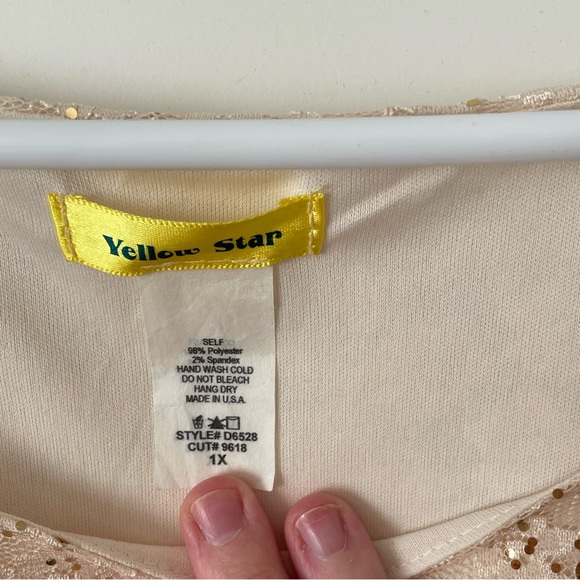 Yellow Star
SELF
98% Polyester
2% Spandex
HAND WASH COLD
DO NOT BLEACH
HANG DRY
MADE IN U.S.A.
STYLE# D6528
CUT# 9618
1X